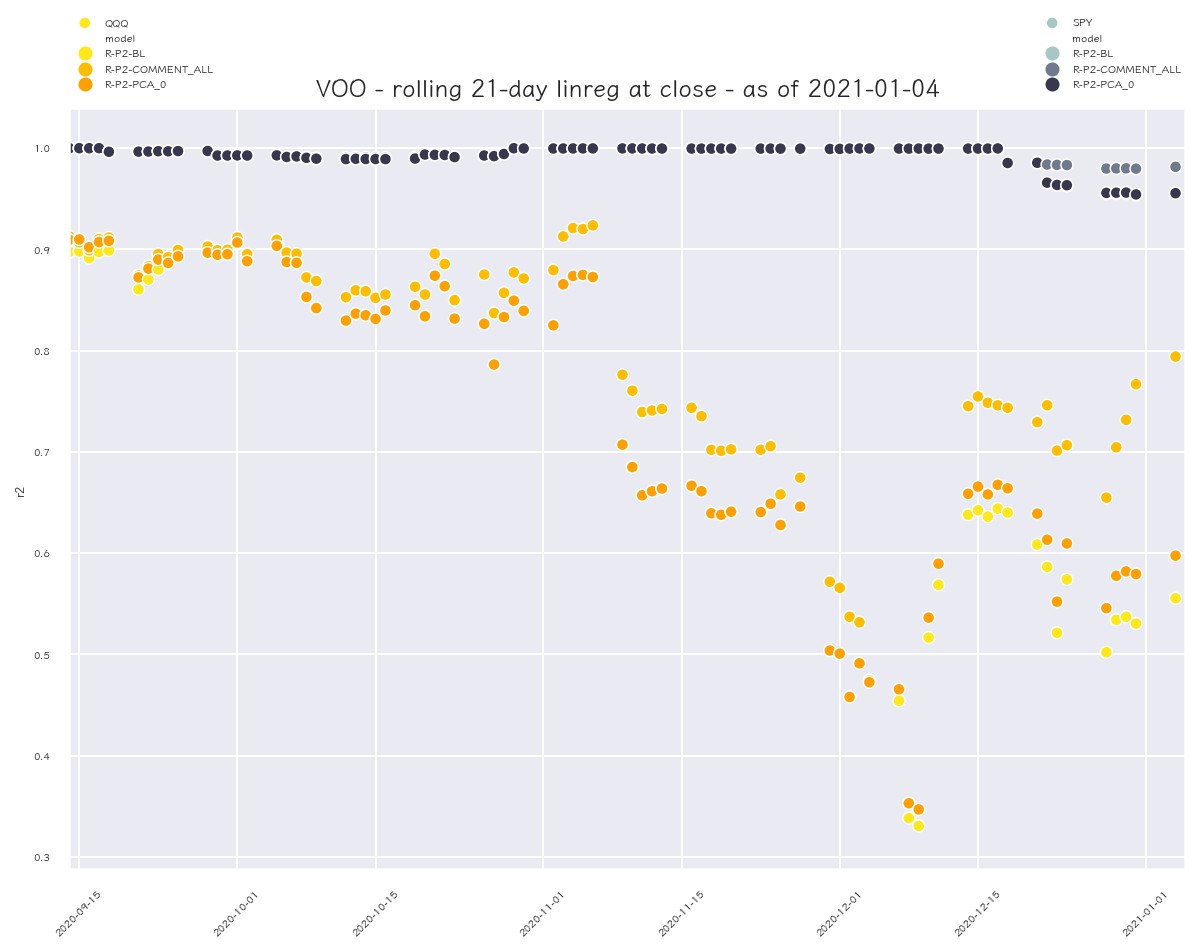 QQQ
model
R-P2-BL
R-P2-COMMENT_ALL
R-P2-PCA_0
SPY
model
R-P2-BL
R-P2-COMMENT_ALL
R-P2-PCA_0
VOO - rolling 21-day linreg at close - as of 2021-01-04
1.0
0.9
0.8
0.7
0.6
0.5
0.4
0.3
r2
2020-09-15
2020-10-01
2020-10-15
2020-11-01
2020-11-15
2020-12-01
2020-12-15
2021-01-01